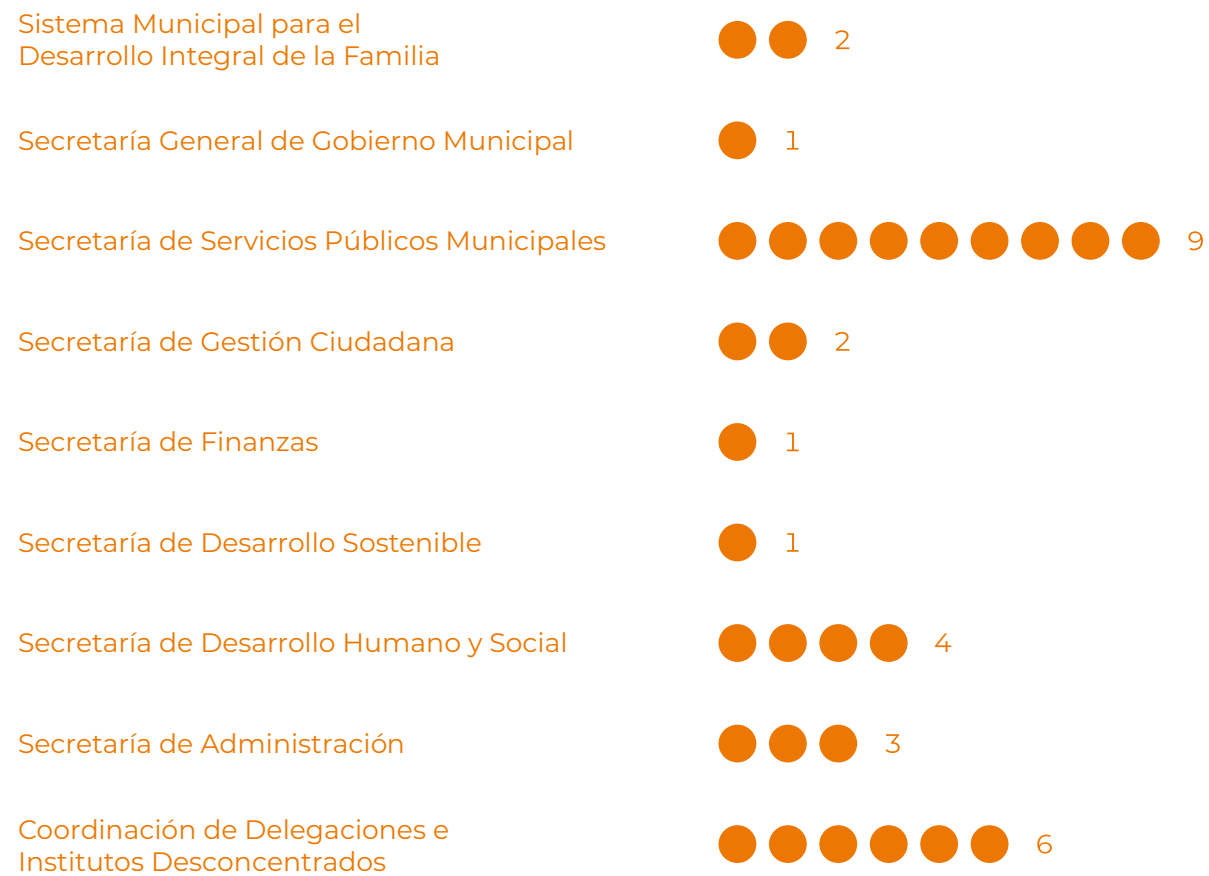 Sistema Municipal para el
Desarrollo Integral de la Familia
2
Secretaría General de Gobierno Municipal
1
Secretaría de Servicios Públicos Municipales
9
Secretaría de Gestión Ciudadana
2
Secretaría de Finanzas
1
Secretaría de Desarrollo Sostenible
1
Secretaría de Desarrollo Humano y Social
4
Secretaría de Administración
3
Coordinación de Delegaciones e
Institutos Desconcentrados
6